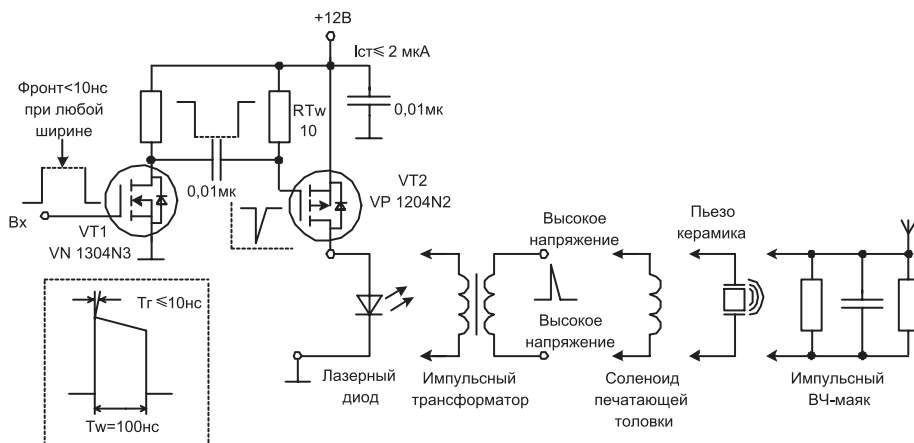 +12В
Iст≤ 2 мкА
Фронт<10нс
при любой
ширине
RTw
10
0,01мк
0,01мк
Вх
VT1
VN 1304N3
VT2
VP 1204N2
Высокое
напряжение
Пьезо
керамика
Tr ≤10нс
Tw=100нс
Высокое
напряжение
Лазерный
диод
Импульсный
трансформатор
Соленоид
печатающей
толовки
Импульсный
ВЧ-маяк